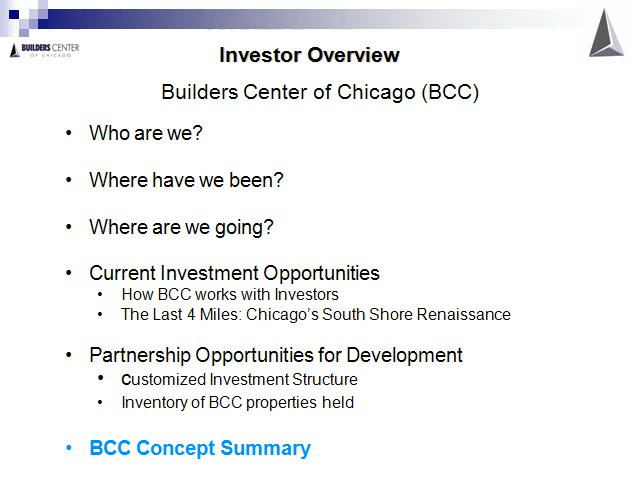 BUILDERS CENTER
OF CHICAGO
Investor Overview
Builders Center of Chicago (BCC)
• Who are we?
• Where have we been?
• Where are we going?
• Current Investment Opportunities
• How BCC works with Investors
• The Last 4 Miles: Chicago’s South Shore Renaissance
• Partnership Opportunities for Development
• Customized Investment Structure
• Inventory of BCC properties held
• BCC Concept Summary